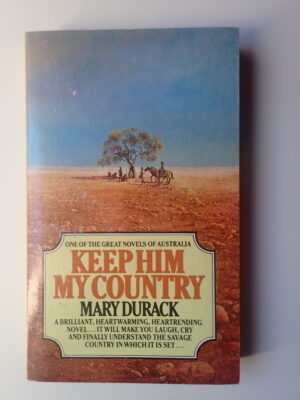 ONE OF THE GREAT NOVELS OF AUSTRALIA
KEEP HIM
MY COUNTRY
MARY DURACK
A BRILLIANT, HEARTWARMING, HEARTRENDING
NOVEL... IT WILL MAKE YOU LAUGH, CRY
AND FINALLY UNDERSTAND THE SAVAGE
COUNTRY IN WHICH IT IS SET...